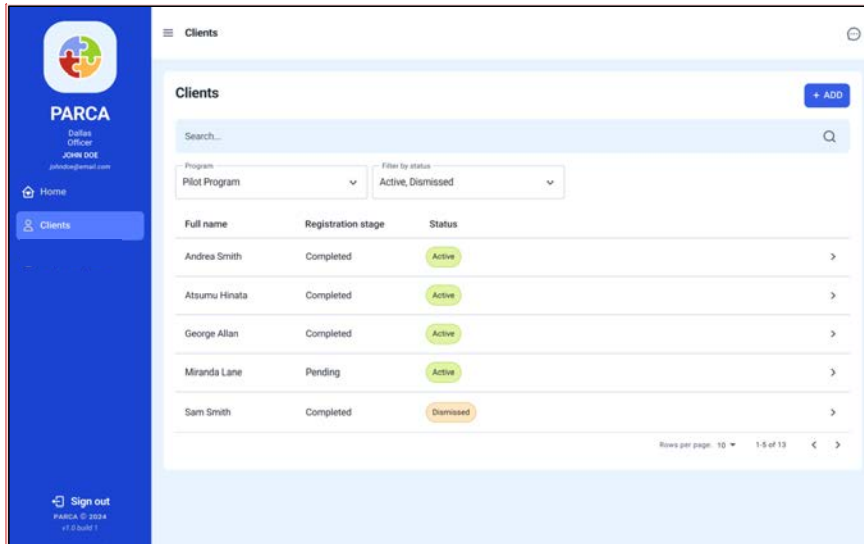 PARCA
Dallas
Officer
JOHN DOE
johndoe@email.com
Home
Clients
Sign out
PARCA © 2024
v1.0.build 1
Clients
Clients
+ ADD
Search...
Program
Filter by status
Pilot Program
Active, Dismissed
Full name Registration stage Status
Andrea Smith Completed Active
Atsumu Hinata Completed Active
George Allan Completed Active
Miranda Lane Pending Active
Sam Smith Completed Dismissed
Rows per page: 10 1-5 of 13